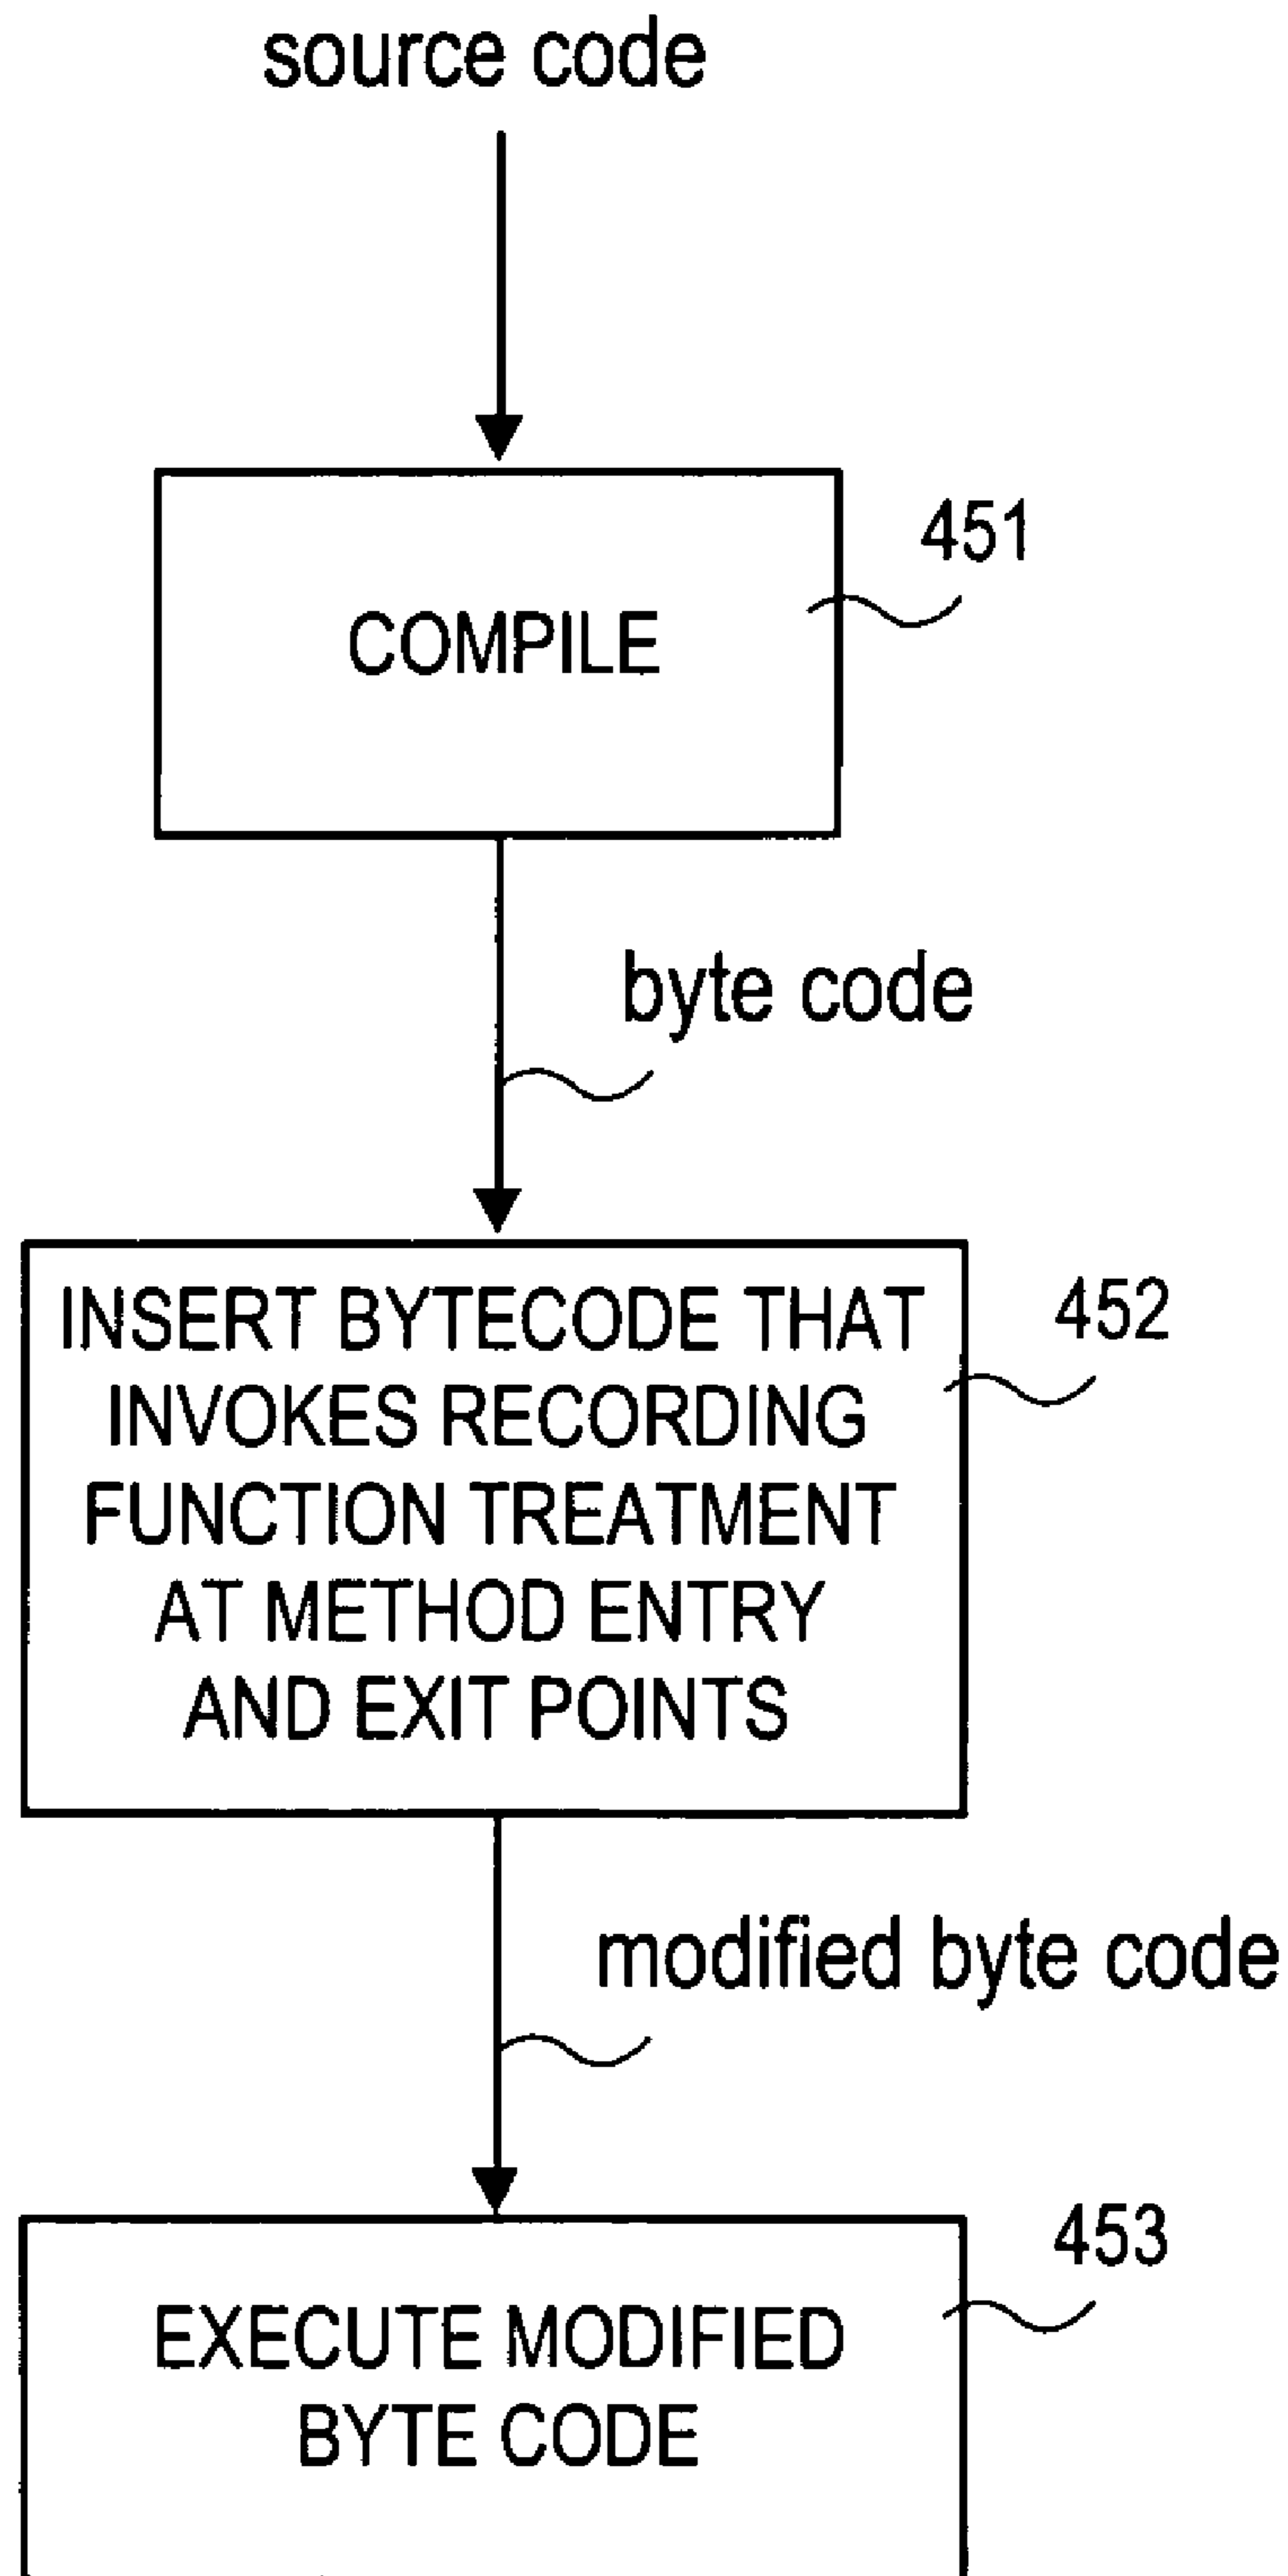 source code
COMPILE
451
byte code
INSERT BYTECODE THAT
INVOKES RECORDING
FUNCTION TREATMENT
AT METHOD ENTRY
AND EXIT POINTS
452
modified byte code
EXECUTE MODIFIED
BYTE CODE
453